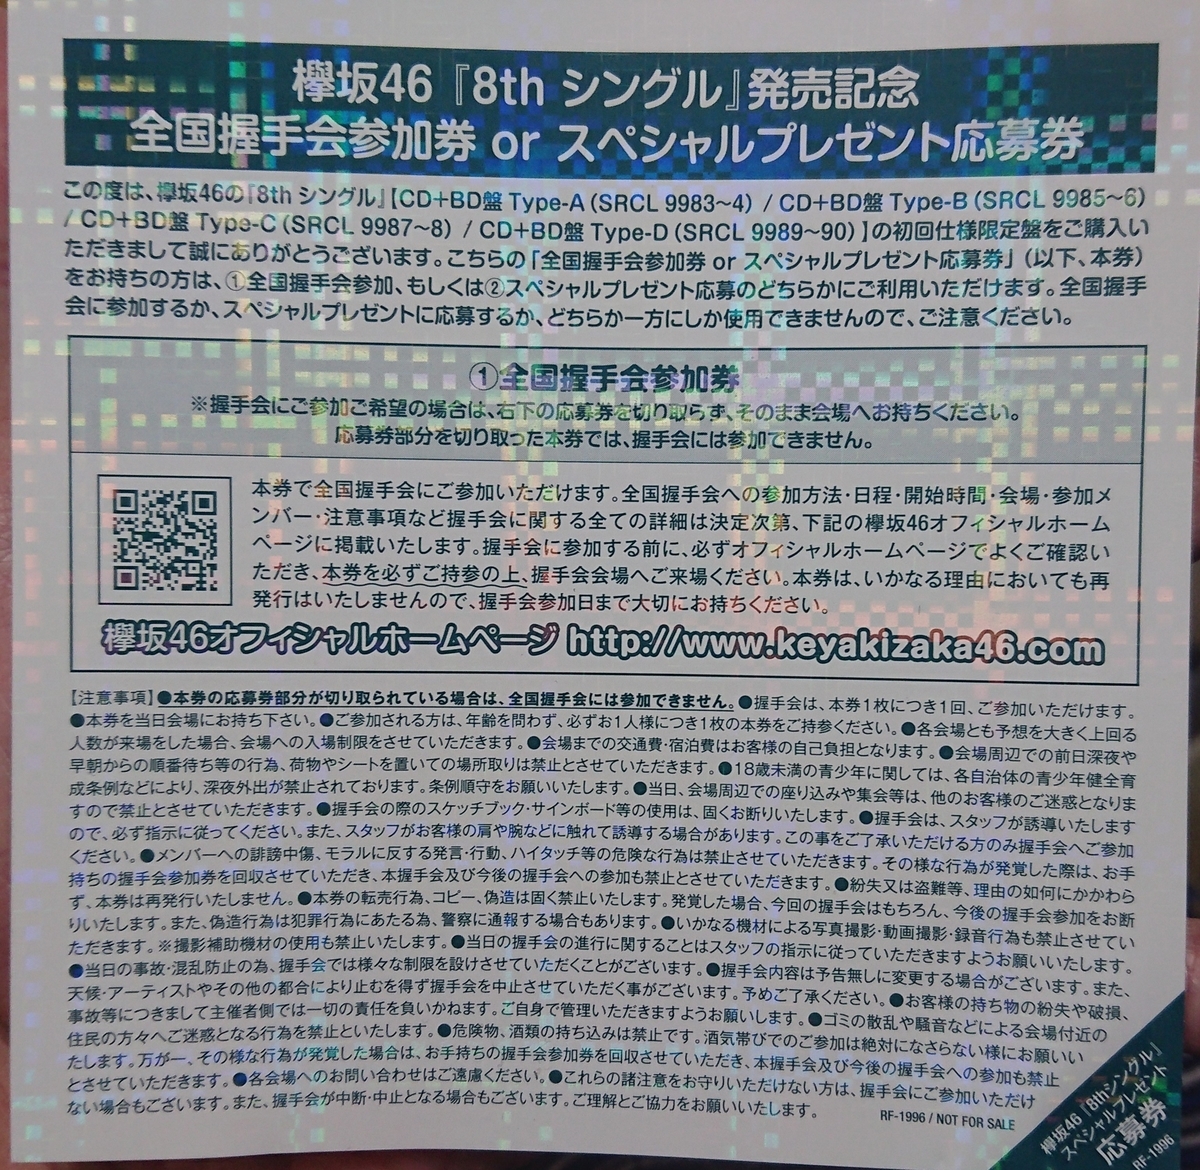 欅坂46『8th シングル』発売記念
全国握手会参加券 or スペシャルプレゼント応募券
この度は、欅坂46の『8th シングル』【CD+BD盤 Type-A (SRCL 9983~4) / CD+BD盤 Type-B (SRCL 9985~6)
/ CD+BD盤 Type-C (SRCL 9987~8) / CD+BD盤 Type-D (SRCL 9989~90) 】の初回仕様限定盤をご購入い
ただきまして誠にありがとうございます。こちらの「全国握手会参加券 or スペシャルプレゼント応募券」(以下、本券)
をお持ちの方は、①全国握手会参加、もしくは②スペシャルプレゼント応募のどちらかにご利用いただけます。全国握手
会に参加するか、スペシャルプレゼントに応募するか、どちらか一方にしか使用できませんので、ご注意ください。
①全国握手会参加券
※握手会にご参加ご希望の場合は、右下の応募券を切り取らず、そのまま会場へお持ちください。
応募券部分を切り取った本券では、握手会には参加できません。
本券で全国握手会にご参加いただけます。全国握手会への参加方法・日程・開始時間・会場・参加メ
ンバー・注意事項など握手会に関する全ての詳細は決定次第、下記の欅坂46オフィシャルホーム
ページに掲載いたします。握手会に参加する前に、必ずオフィシャルホームページでよくご確認い
ただき、本券を必ずご持参の上、握手会会場へご来場ください。本券は、いかなる理由においても再
発行はいたしませんので、握手会参加日まで大切にお持ちください。
欅坂46オフィシャルホームページ http://www.keyakizaka46.com
【注意事項】●本券の応募券部分が切り取られている場合は、全国握手会には参加できません。●握手会は、本券1枚につき1回、ご参加いただけます。
●本券を当日会場にお持ち下さい。●ご参加される方は、年齢を問わず、必ずお1人様につき1枚の本券をご持参ください。●各会場とも予想を大きく上回る
人数が来場をした場合、会場への入場制限をさせていただきます。●会場までの交通費・宿泊費はお客様の自己負担となります。●会場周辺での前日深夜や
早朝からの順番待ち等の行為、荷物やシートを置いての場所取りは禁止とさせていただきます。●18歳未満の青少年に関しては、各自治体の青少年健全育
成条例などにより、深夜外出が禁止されております。条例順守をお願いいたします。●当日、会場周辺での座り込みや集会等は、他のお客様のご迷惑となりま
すので禁止とさせていただきます。●握手会の際のスケッチブック・サインボード等の使用は、固くお断りいたします。●握手会は、スタッフが誘導いたします
ので、必ず指示に従ってください。また、スタッフがお客様の肩や腕などに触れて誘導する場合があります。この事をご了承いただける方のみ握手会へご参加
ください。●メンバーへの誹謗中傷、モラルに反する発言・行動、ハイタッチ等の危険な行為は禁止させていただきます。その様な行為が発覚した際は、お手
持ちの握手会参加券を回収させていただき、本握手会及び今後の握手会への参加も禁止とさせていただきます。●紛失又は盗難等、理由の如何にかかわら
ず、本券は再発行いたしません。●本券の転売行為、コピー、偽造は固く禁止いたします。発覚した場合、今回の握手会はもちろん、今後の握手会参加をお断
りいたします。また、偽造行為は犯罪行為にあたる為、警察に通報する場合もあります。●いかなる機材による写真撮影・動画撮影・録音行為も禁止させてい
ただきます。※撮影補助機材の使用も禁止いたします。●当日の握手会の進行に関することはスタッフの指示に従っていただきますようお願いいたします。
●当日の事故・混乱防止の為、握手会では様々な制限を設けさせていただくことがございます。●握手会内容は予告無しに変更する場合がございます。また、
天候・アーティストやその他の都合により止むを得ず握手会を中止させていただく事がございます。予めご了承ください。●お客様の持ち物の紛失や破損、
事故等につきまして主催者側では一切の責任を負いかねます。ご自身で管理いただきますようお願いします。●ゴミの散乱や騒音などによる会場付近の
住民の方々へご迷惑となる行為を禁止といたします。●危険物、酒類の持ち込みは禁止です。酒気帯びでのご参加は絶対になさらない様にお願いい
たします。万が一、その様な行為が発覚した場合は、お手持ちの握手会参加券を回収させていただき、本握手会及び今後の握手会への参加も禁止
とさせていただきます。●各会場へのお問い合わせはご遠慮ください。●これらの諸注意をお守りいただけない方は、握手会にご参加いただけ
ない場合もございます。また、握手会が中断・中止となる場合もございます。ご理解とご協力をお願いいたします。
RF-1996 / NOT FOR SALE
欅坂46『8thシングル』
スペシャルプレゼント
応募券
RF-1996